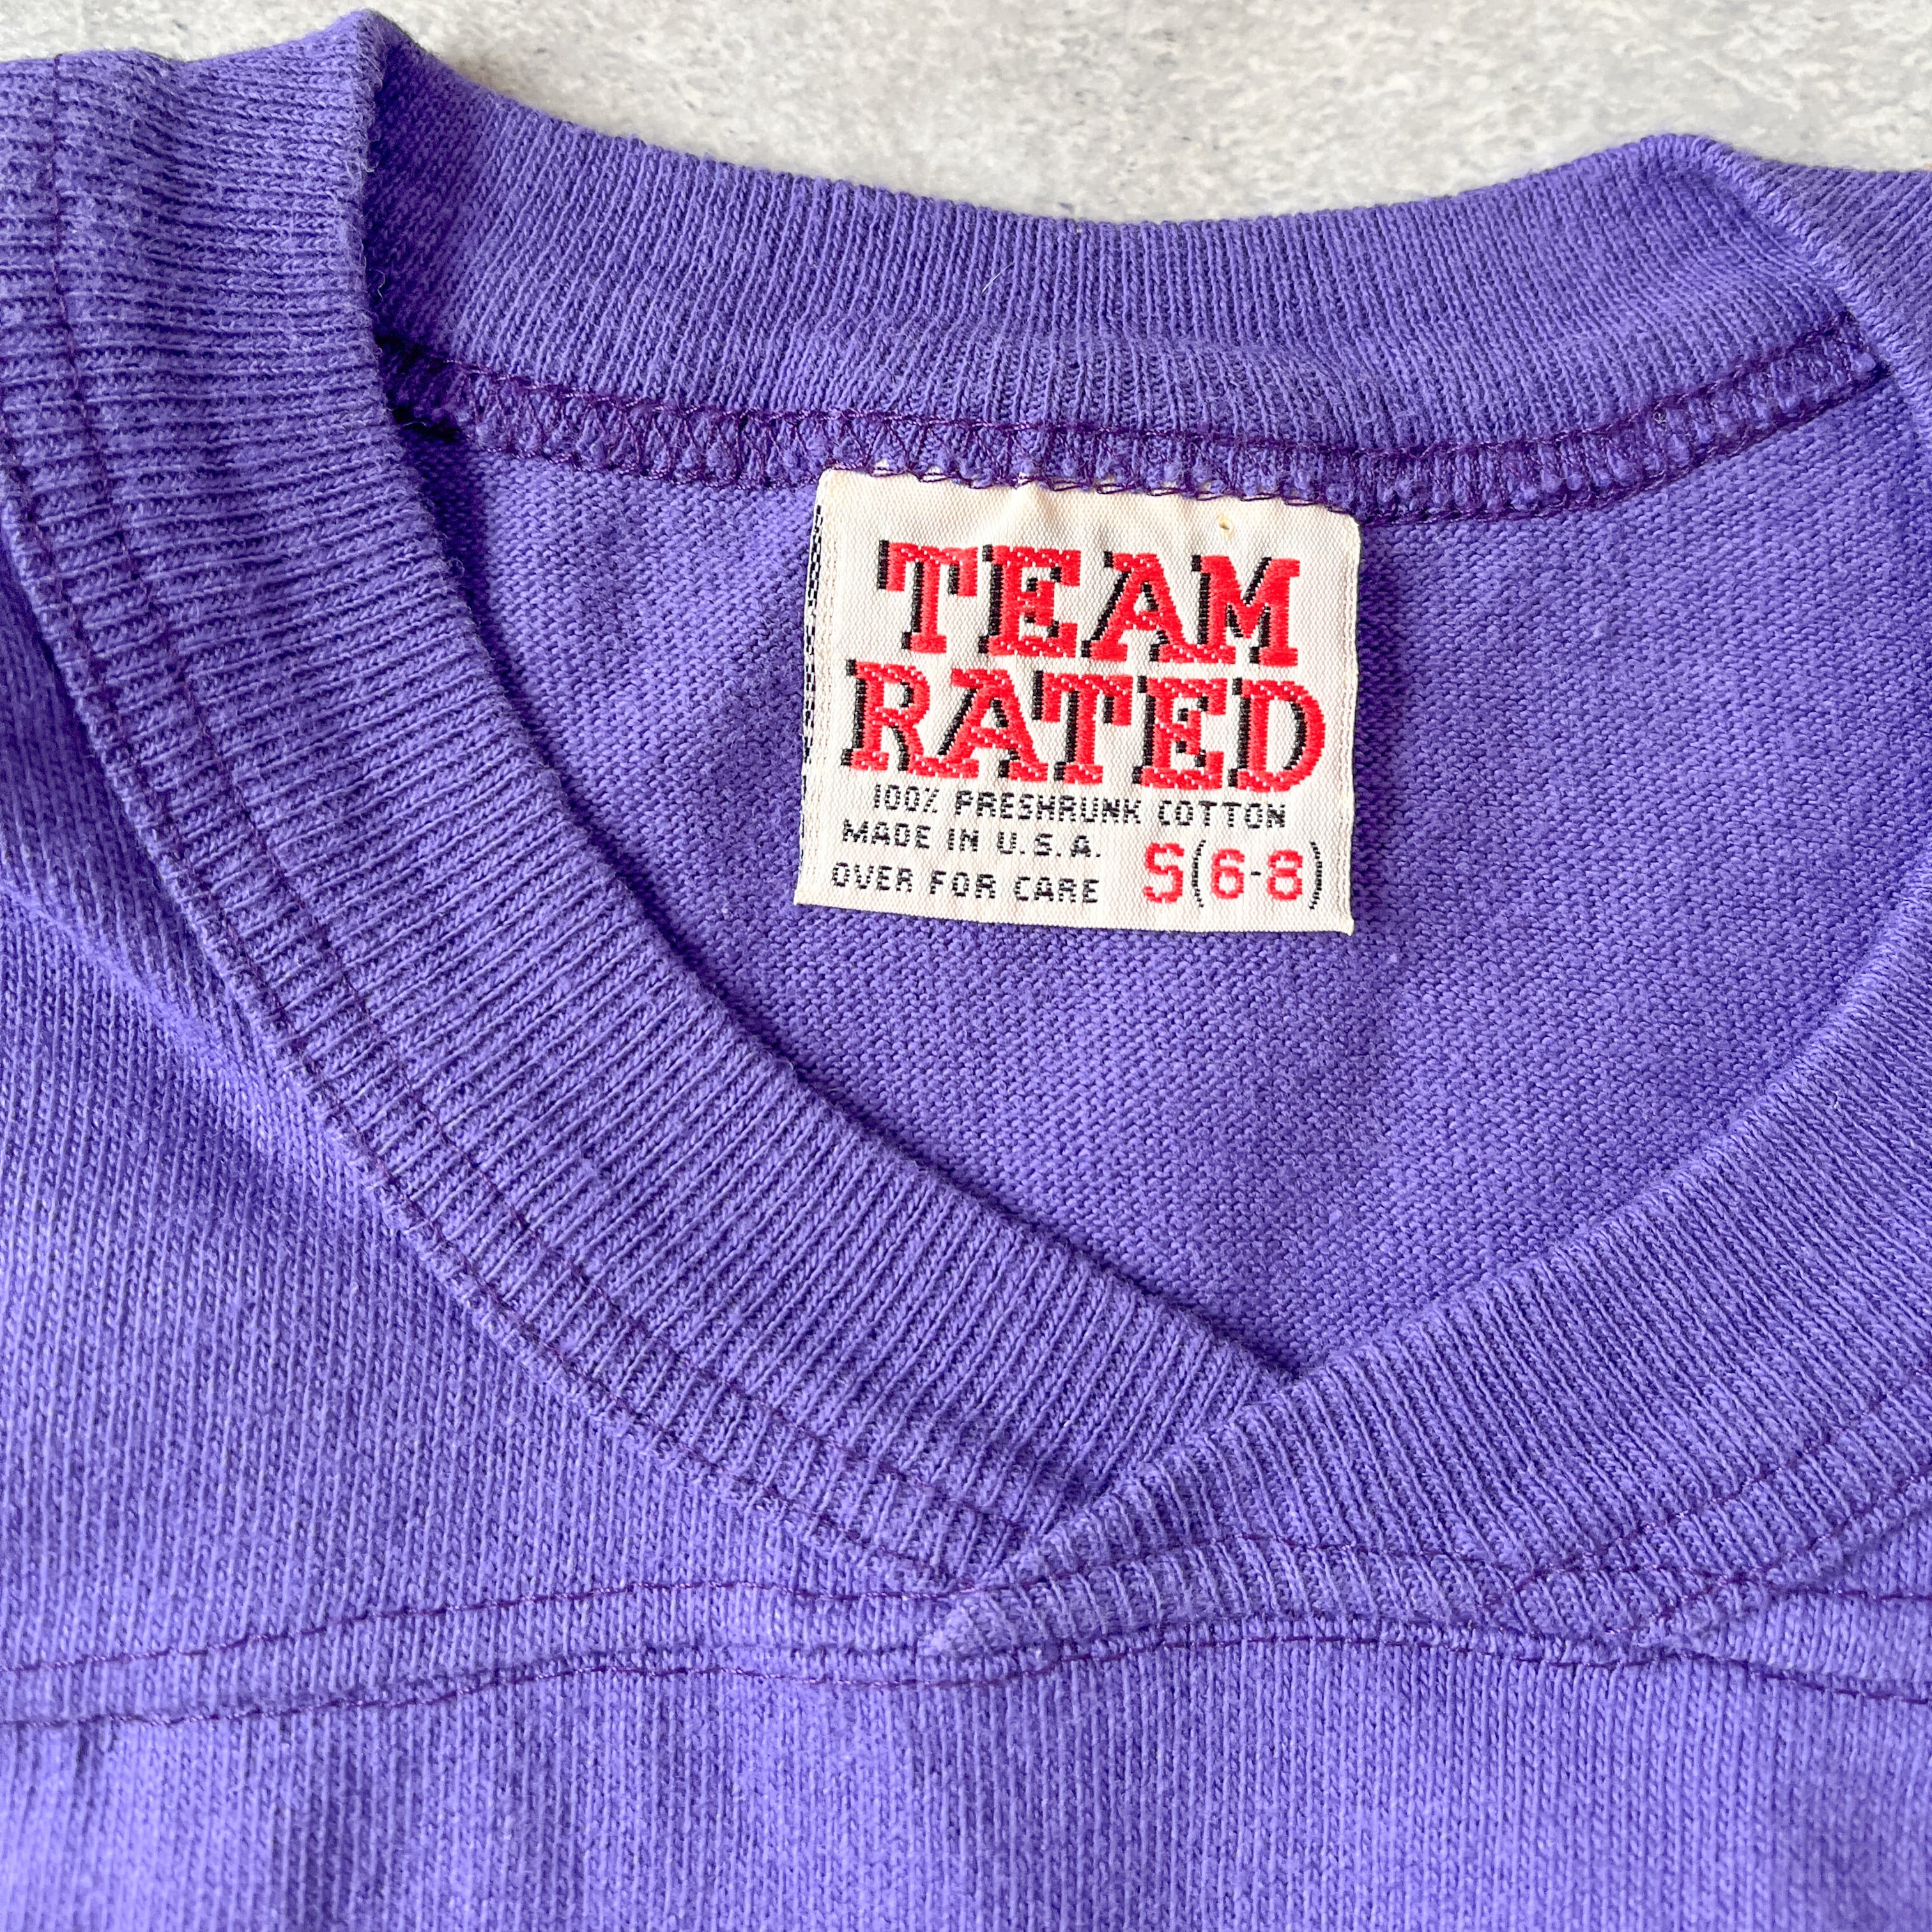 TEAM
RATED
100% PRESHRUNK COTTON
MADE IN U.S.A.
OVER FOR CARE S(6-8)